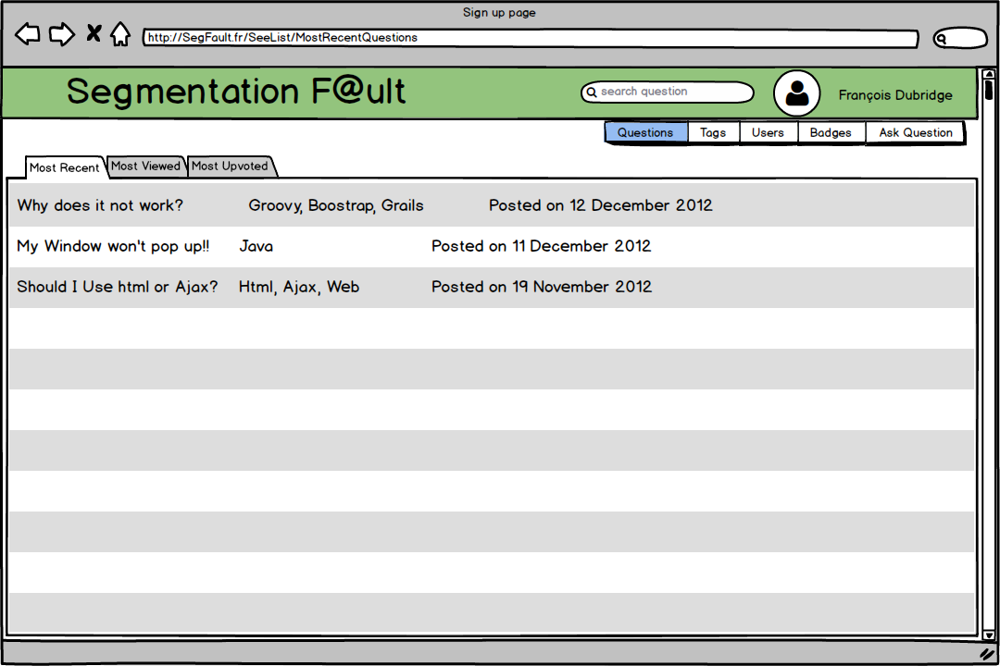 Sign up page
http://SegFault.fr/SeeList/MostRecentQuestions
Segmentation F@ult
search question
François Dubridge
Questions Tags Users Badges Ask Question
Most Recent Most Viewed Most Upvoted
Why does it not work? Groovy, Boostrap, Grails Posted on 12 December 2012
My Window won't pop up!! Java Posted on 11 December 2012
Should I Use html or Ajax? Html, Ajax, Web Posted on 19 November 2012